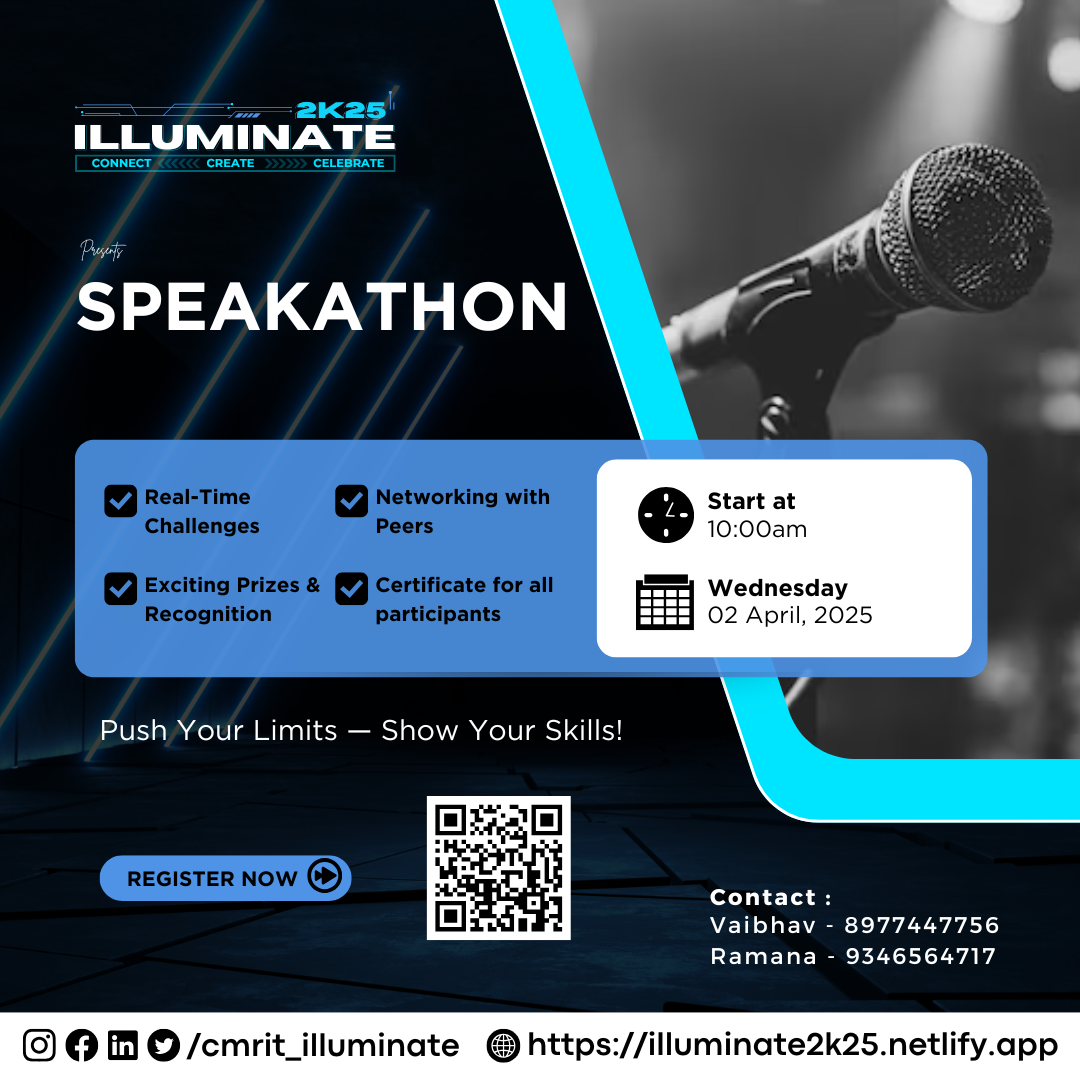 2K25
ILLUMINATE
CONNECT <<<<< CREATE >>>>> CELEBRATE
Presents
SPEAKATHON
Real-Time
Challenges
Networking with
Peers
Exciting Prizes &
Recognition
Certificate for all
participants
Start at
10:00am
Wednesday
02 April, 2025
Push Your Limits — Show Your Skills!
REGISTER NOW
Contact :
Vaibhav - 8977447756
Ramana - 9346564717
/cmrit_illuminate
https://illuminate2k25.netlify.app